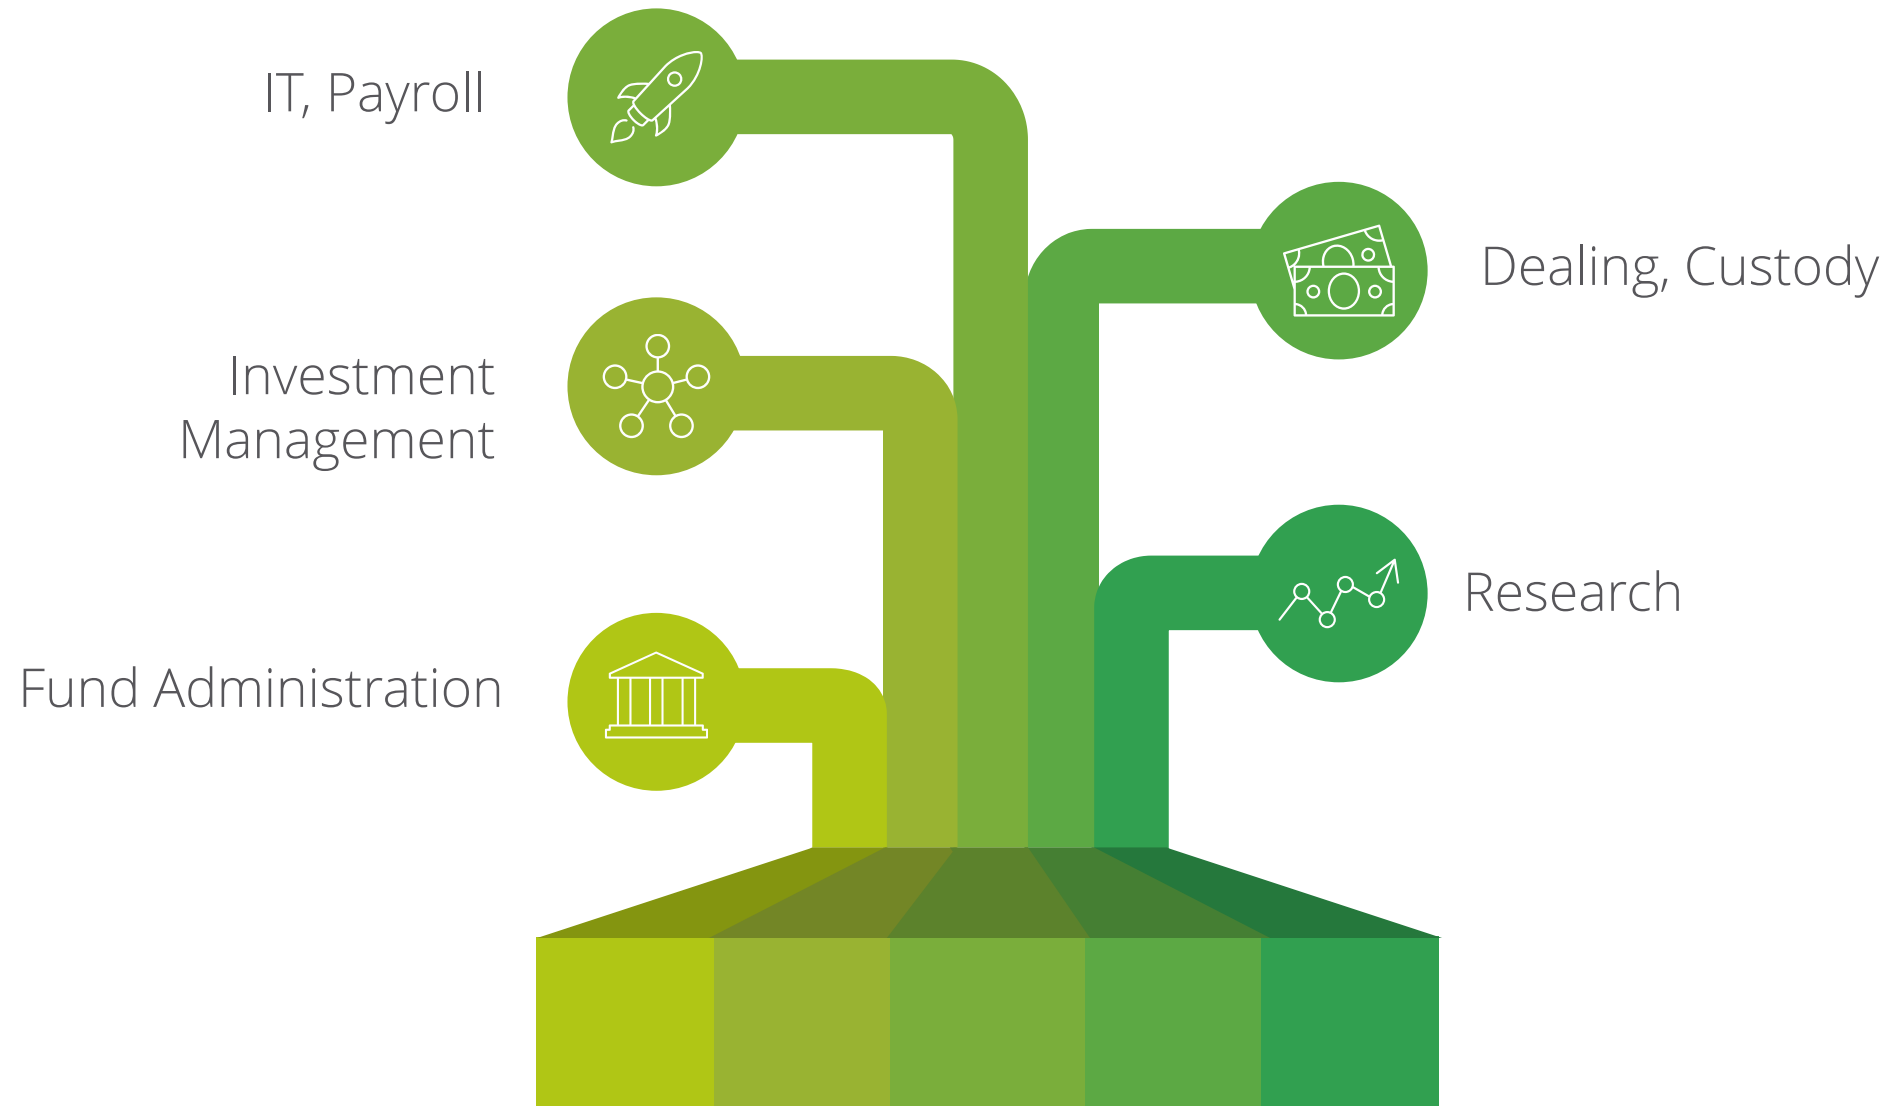 IT, Payroll
Dealing, Custody
Investment
Management
Research
Fund Administration